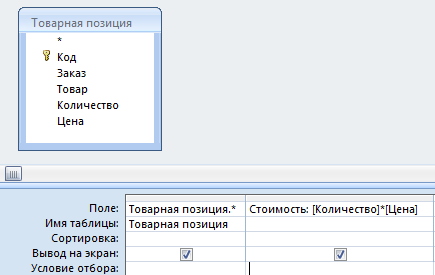 Товарная позиция
*
Код
Заказ
Товар
Количество
Цена
Поле: Товарная позиция.* Стоимость: [Количество]*[Цена]
Имя таблицы: Товарная позиция
Сортировка:
Вывод на экран:
Условие отбора: